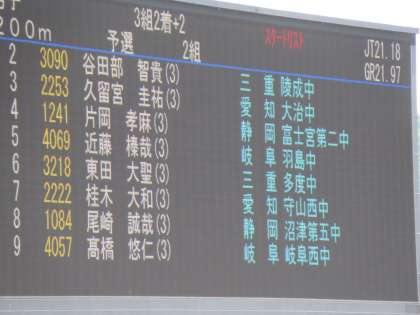 3組2着+2
200m 予選 2組 スタートリスト JT21.18
GR21.97
2 3090 谷田部 智貴(3) 三重 陵成中
3 2253 久留宮 圭祐(3) 愛知 大治中
4 1241 片岡 孝麻(3) 静岡 富士宮第二中
5 4069 近藤 榛哉(3) 岐阜 羽島中
6 3218 東田 大聖(3) 三重 多度中
7 2222 桂木 大和(3) 愛知 守山西中
8 1084 尾崎 誠哉(3) 静岡 沼津第五中
9 4057 髙橋 悠仁(3) 岐阜 岐阜西中